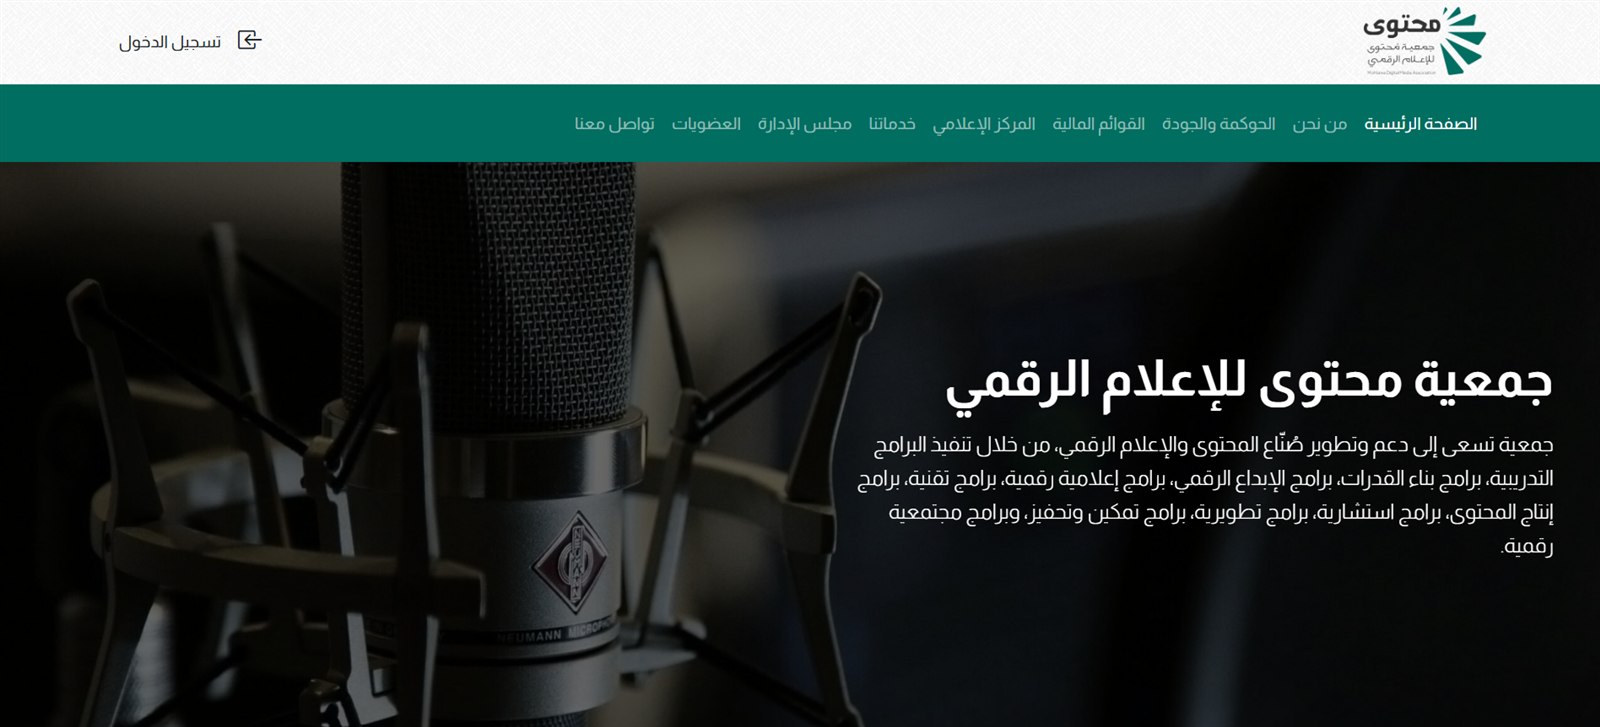 محتوى
جمعية محتوى
للإعلام الرقمي
تسجيل الدخول
الصفحة الرئيسية من نحن الحوكمة والجودة القوائم المالية المركز الإعلامي خدماتنا مجلس الإدارة العضويات تواصل معنا
جمعية محتوى للإعلام الرقمي
جمعية تسعى إلى دعم وتطوير صُنّاع المحتوى والإعلام الرقمي، من خلال تنفيذ البرامج
التدريبية، برامج بناء القدرات، برامج الإبداع الرقمي، برامج إعلامية رقمية، برامج تقنية، برامج
إنتاج المحتوى، برامج استشارية، برامج تطويرية، برامج تمكين وتحفيز، وبرامج مجتمعية
رقمية.
NEUMANN
NEUMANN MICROPHON